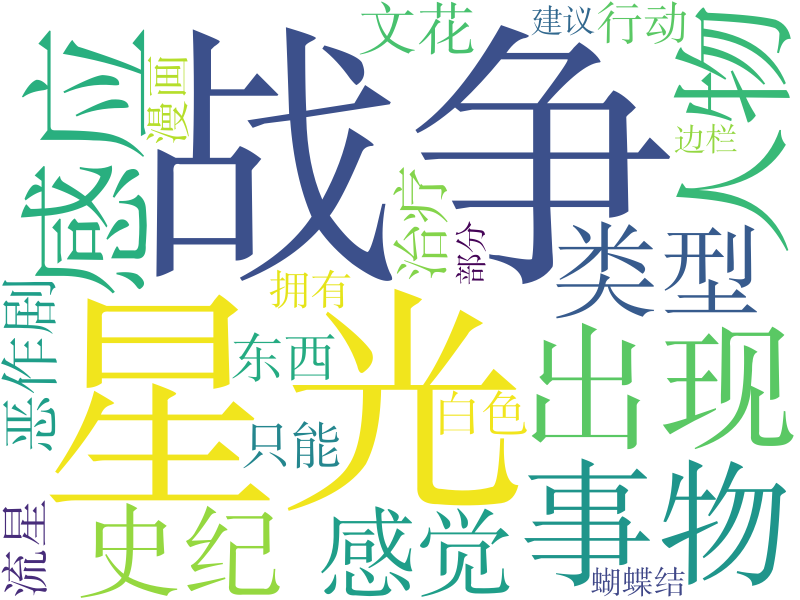 文花
建议
行动
感应
漫画
战争
人物
边栏
治疗
部分
类型
恶作剧
拥有
星光
东西
白色
出现
只能
流星
史纪
感觉
事物
蝴蝶结